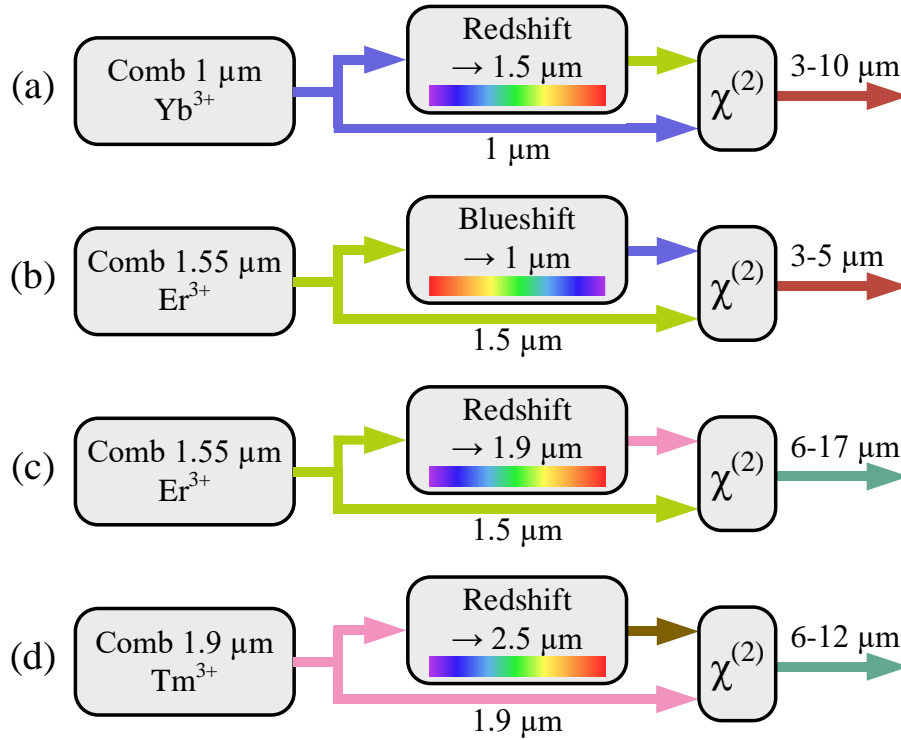 (a)
Comb 1 µm
Yb³⁺
Redshift
→ 1.5 µm
1 µm
χ⁽²⁾
3-10 µm
(b)
Comb 1.55 µm
Er³⁺
Blueshift
→ 1 µm
1.5 µm
χ⁽²⁾
3-5 µm
(c)
Comb 1.55 µm
Er³⁺
Redshift
→ 1.9 µm
1.5 µm
χ⁽²⁾
6-17 µm
(d)
Comb 1.9 µm
Tm³⁺
Redshift
→ 2.5 µm
1.9 µm
χ⁽²⁾
6-12 µm